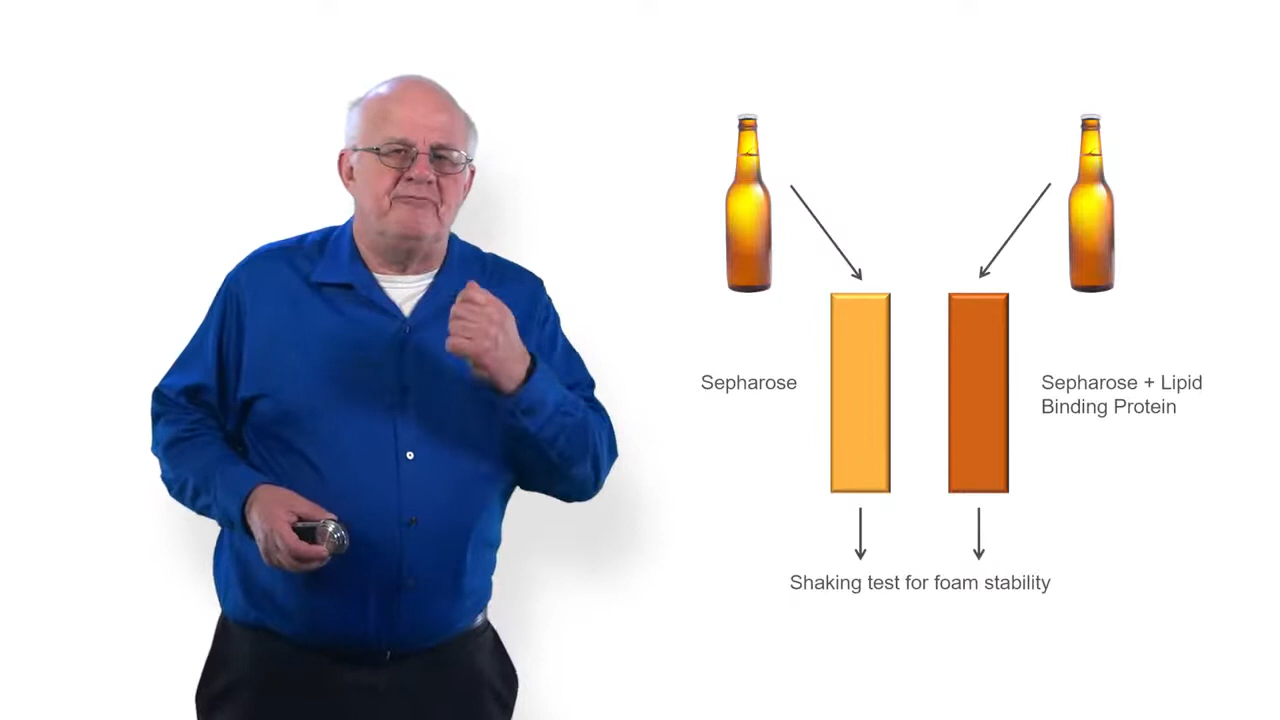 Sepharose
Sepharose + Lipid
Binding Protein
Shaking test for foam stability